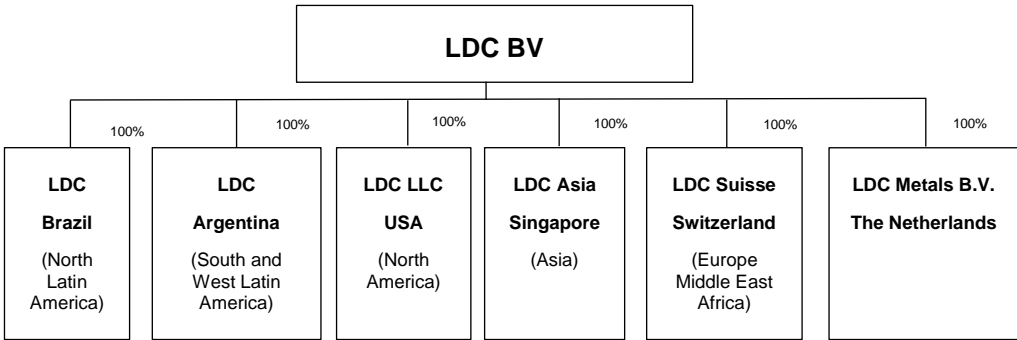 LDC BV
100%
100%
100%
100%
100%
100%
LDC
Brazil
(North
Latin
America)
LDC
Argentina
(South and
West Latin
America)
LDC LLC
USA
(North
America)
LDC Asia
Singapore
(Asia)
LDC Suisse
Switzerland
(Europe
Middle East
Africa)
LDC Metals B.V.
The Netherlands